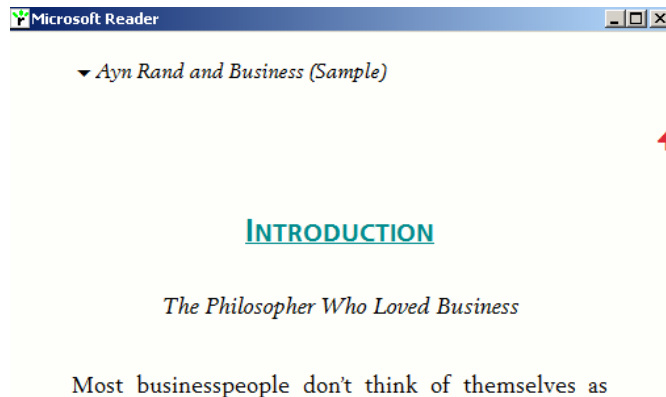 Microsoft Reader
Ayn Rand and Business (Sample)
INTRODUCTION
The Philosopher Who Loved Business
Most businesspeople don't think of themselves as